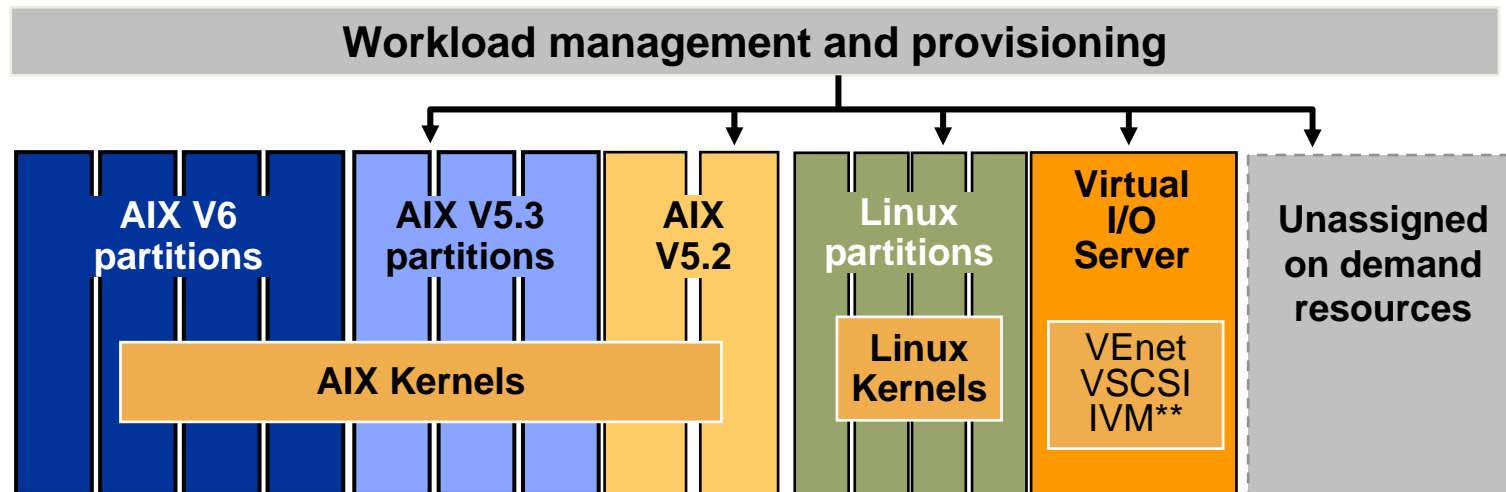 Workload management and provisioning
AIX V6
partitions
AIX V5.3
partitions
AIX
V5.2
Linux
partitions
Virtual
I/O
Server
Unassigned
on demand
resources
AIX Kernels
Linux
Kernels
VEnet
VSCSI
IVM**